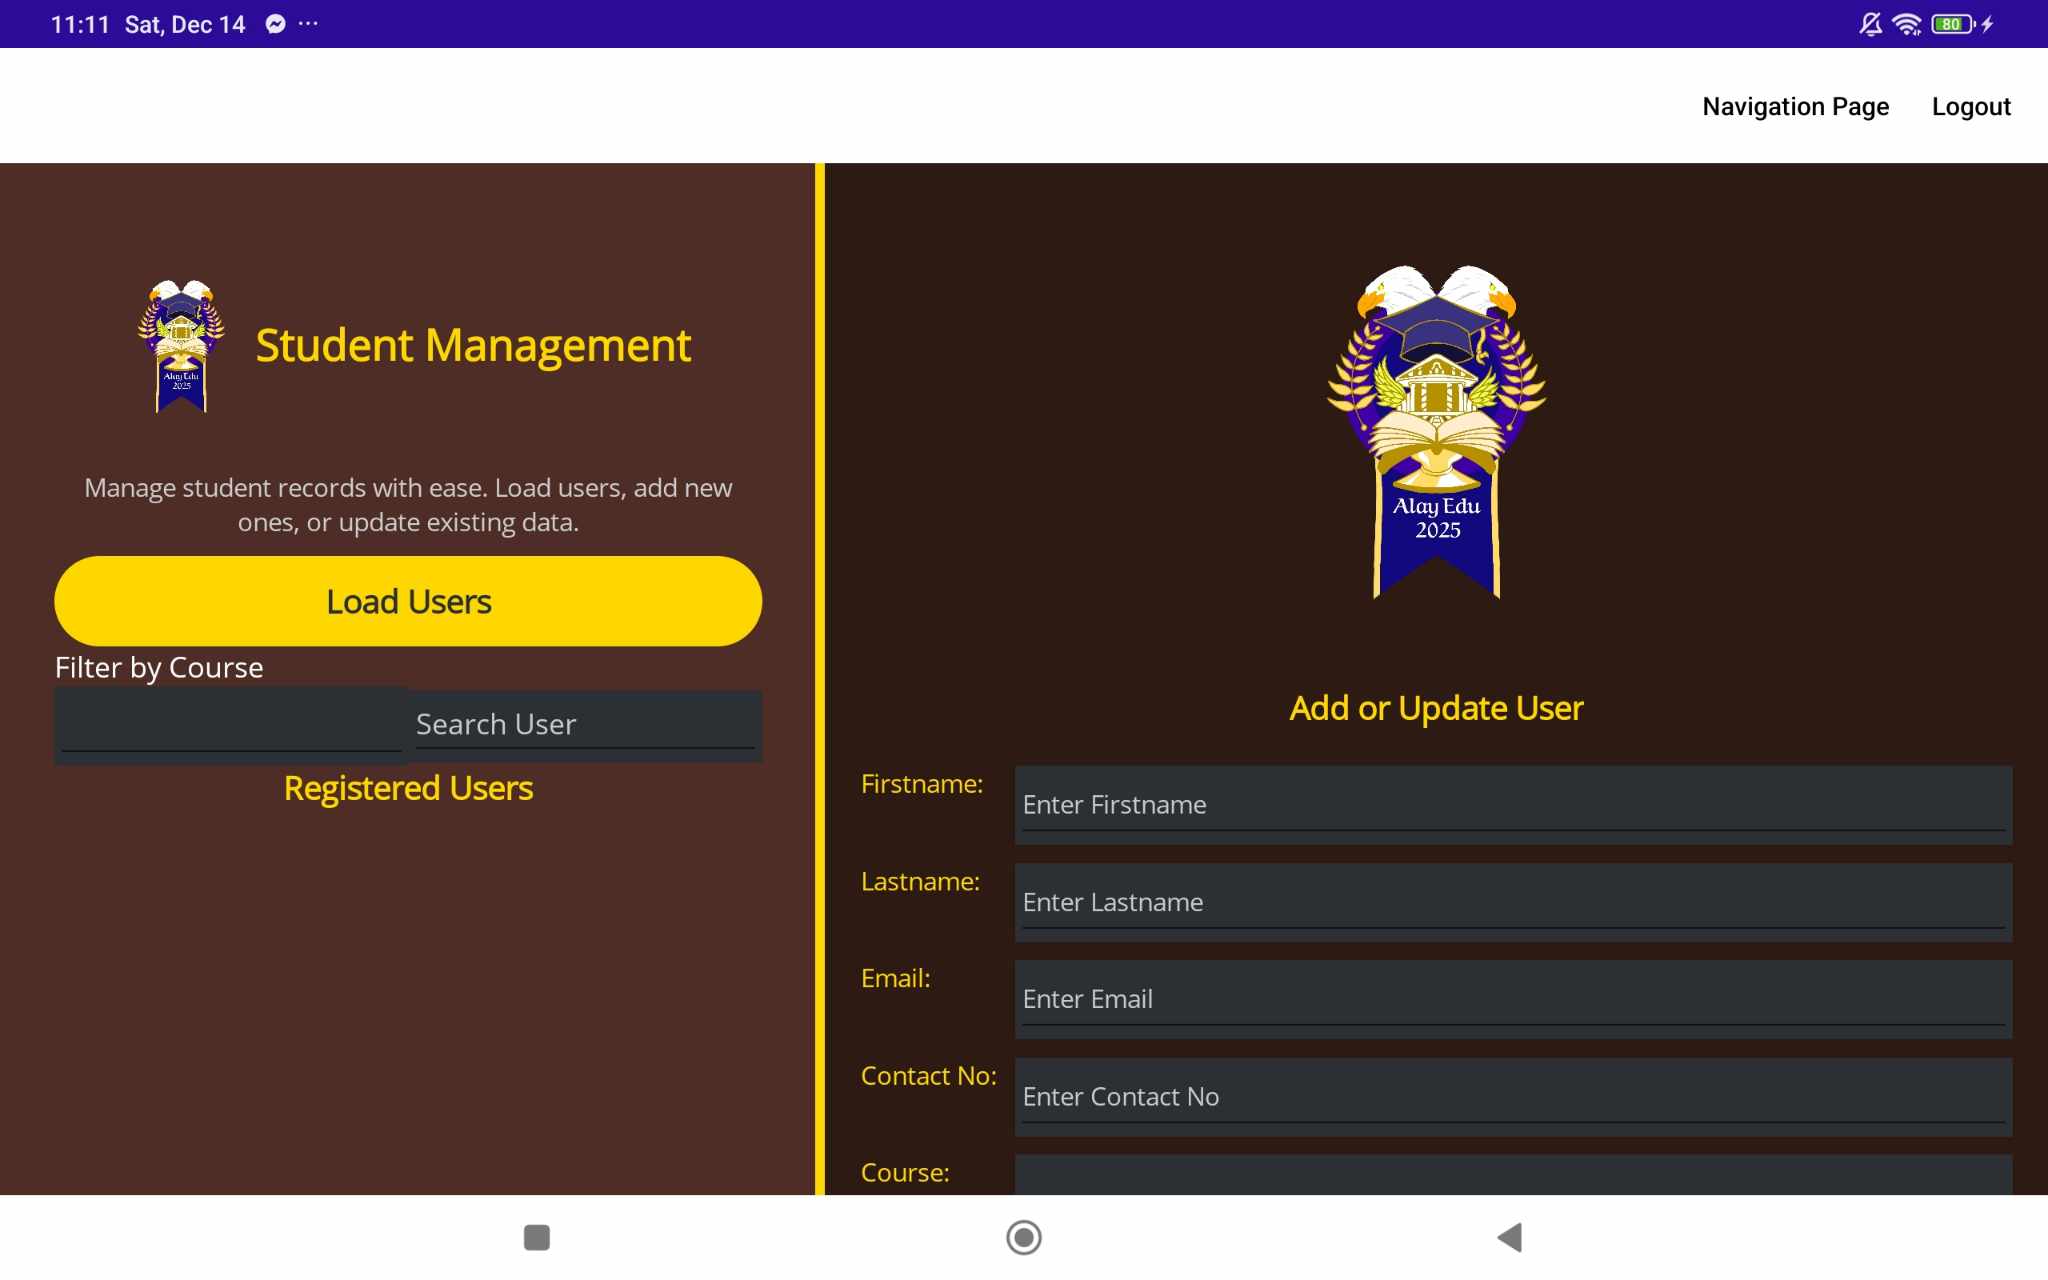 11:11 Sat, Dec 14
80
Navigation Page Logout
Alay Edu
2025
Student Management
Manage student records with ease. Load users, add new
ones, or update existing data.
Load Users
Filter by Course
Search User
Registered Users
Alay Edu
2025
Add or Update User
Firstname: Enter Firstname
Lastname: Enter Lastname
Email: Enter Email
Contact No: Enter Contact No
Course: